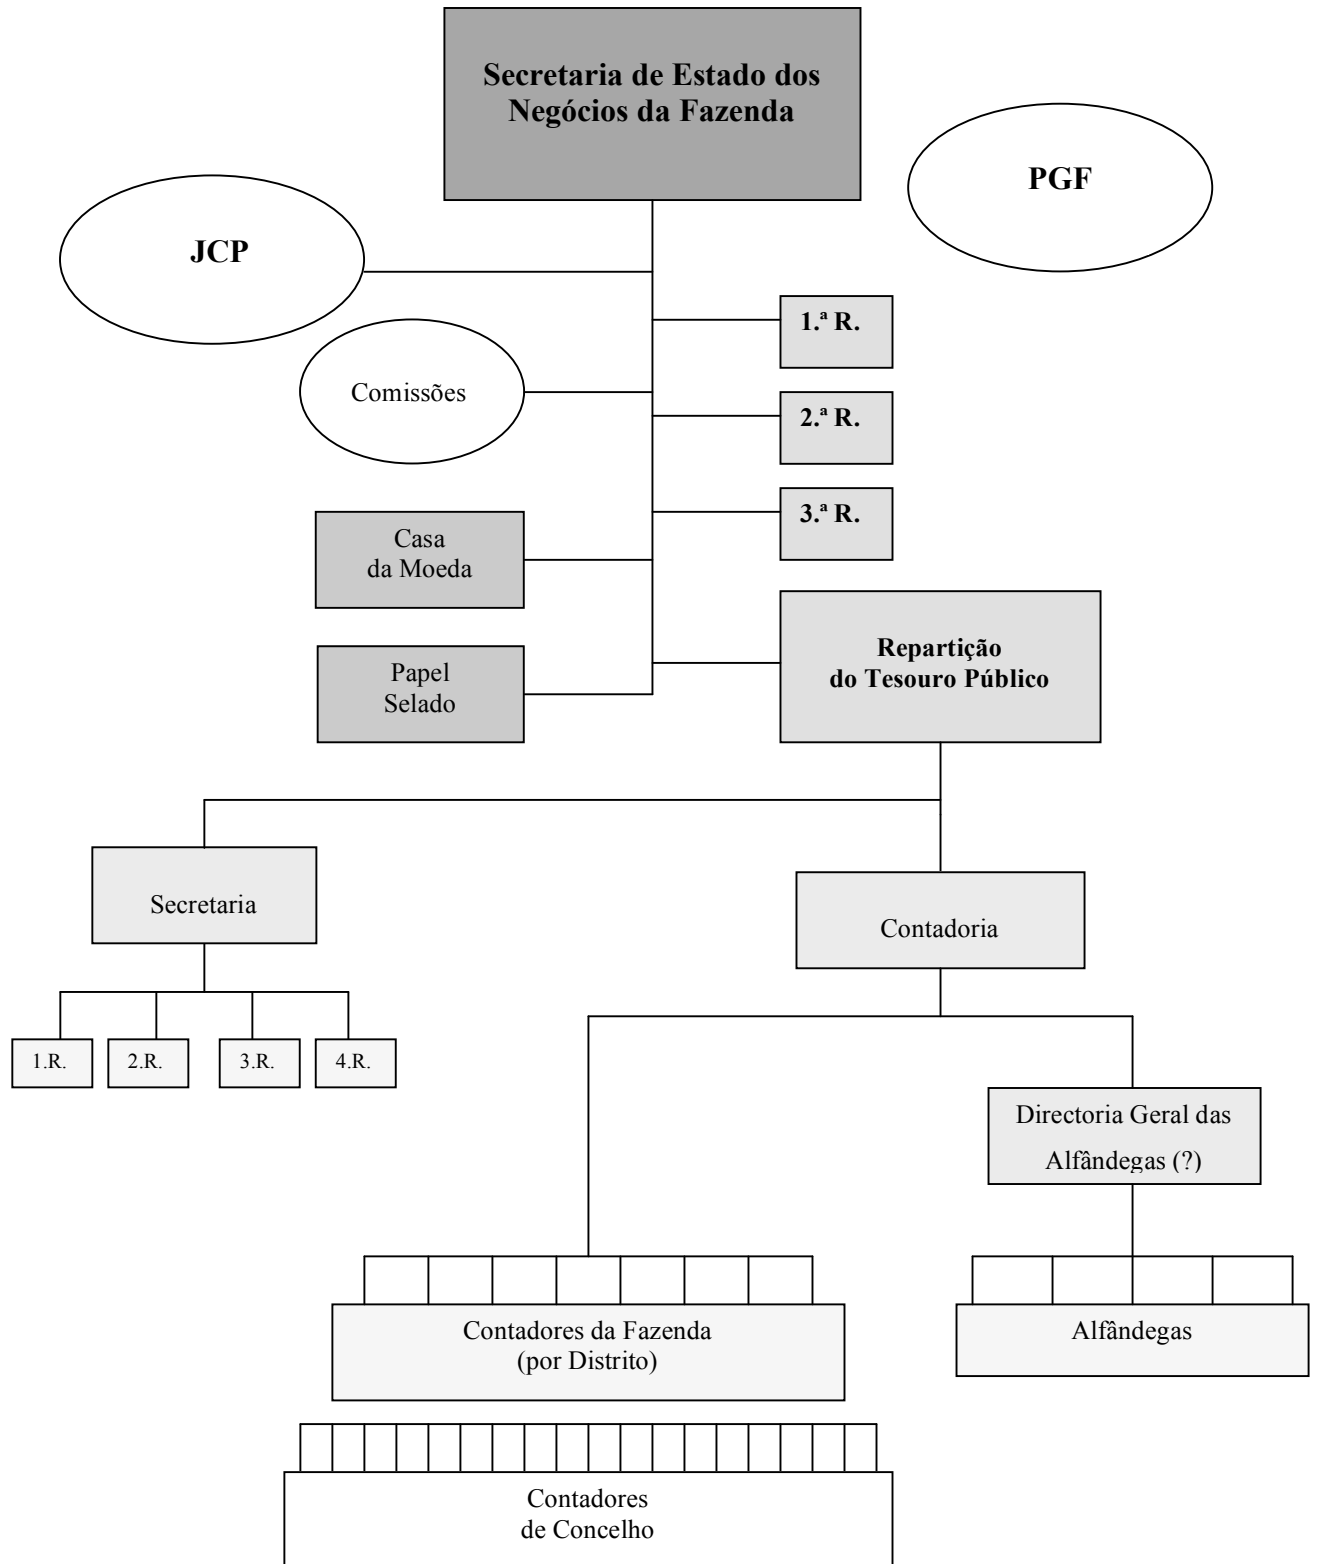 Secretaria de Estado dos
Negócios da Fazenda
PGF
JCP
1.ª R.
Comissões
2.ª R.
3.ª R.
Casa
da Moeda
Repartição
do Tesouro Público
Papel
Selado
Secretaria
Contadoria
1.R.
2.R.
3.R.
4.R.
Directoria Geral das
Alfândegas (?)
Contadores da Fazenda
(por Distrito)
Alfândegas
Contadores
de Concelho